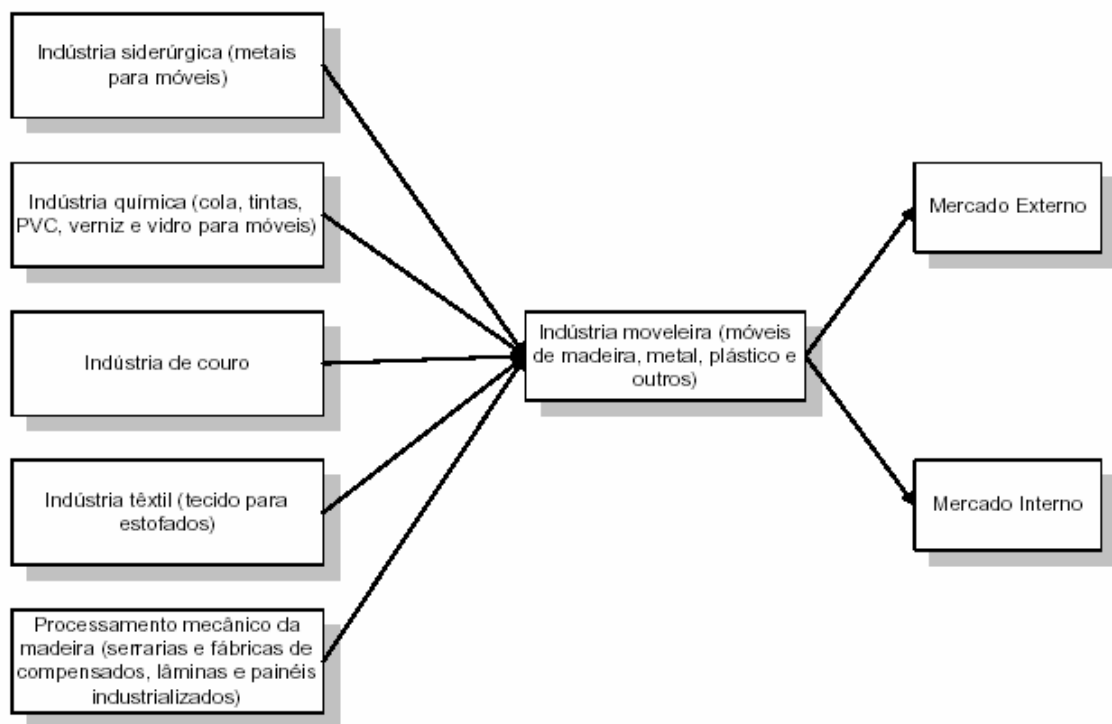 Indústria siderúrgica (metais
para móveis)
Indústria química (cola, tintas,
PVC, verniz e vidro para móveis)
Indústria de couro
Indústria têxtil (tecido para
estofados)
Processamento mecânico da
madeira (serrarias e fábricas de
compensados, lâminas e painéis
industrializados)
Indústria moveleira (móveis
de madeira, metal, plástico e
outros)
Mercado Externo
Mercado Interno